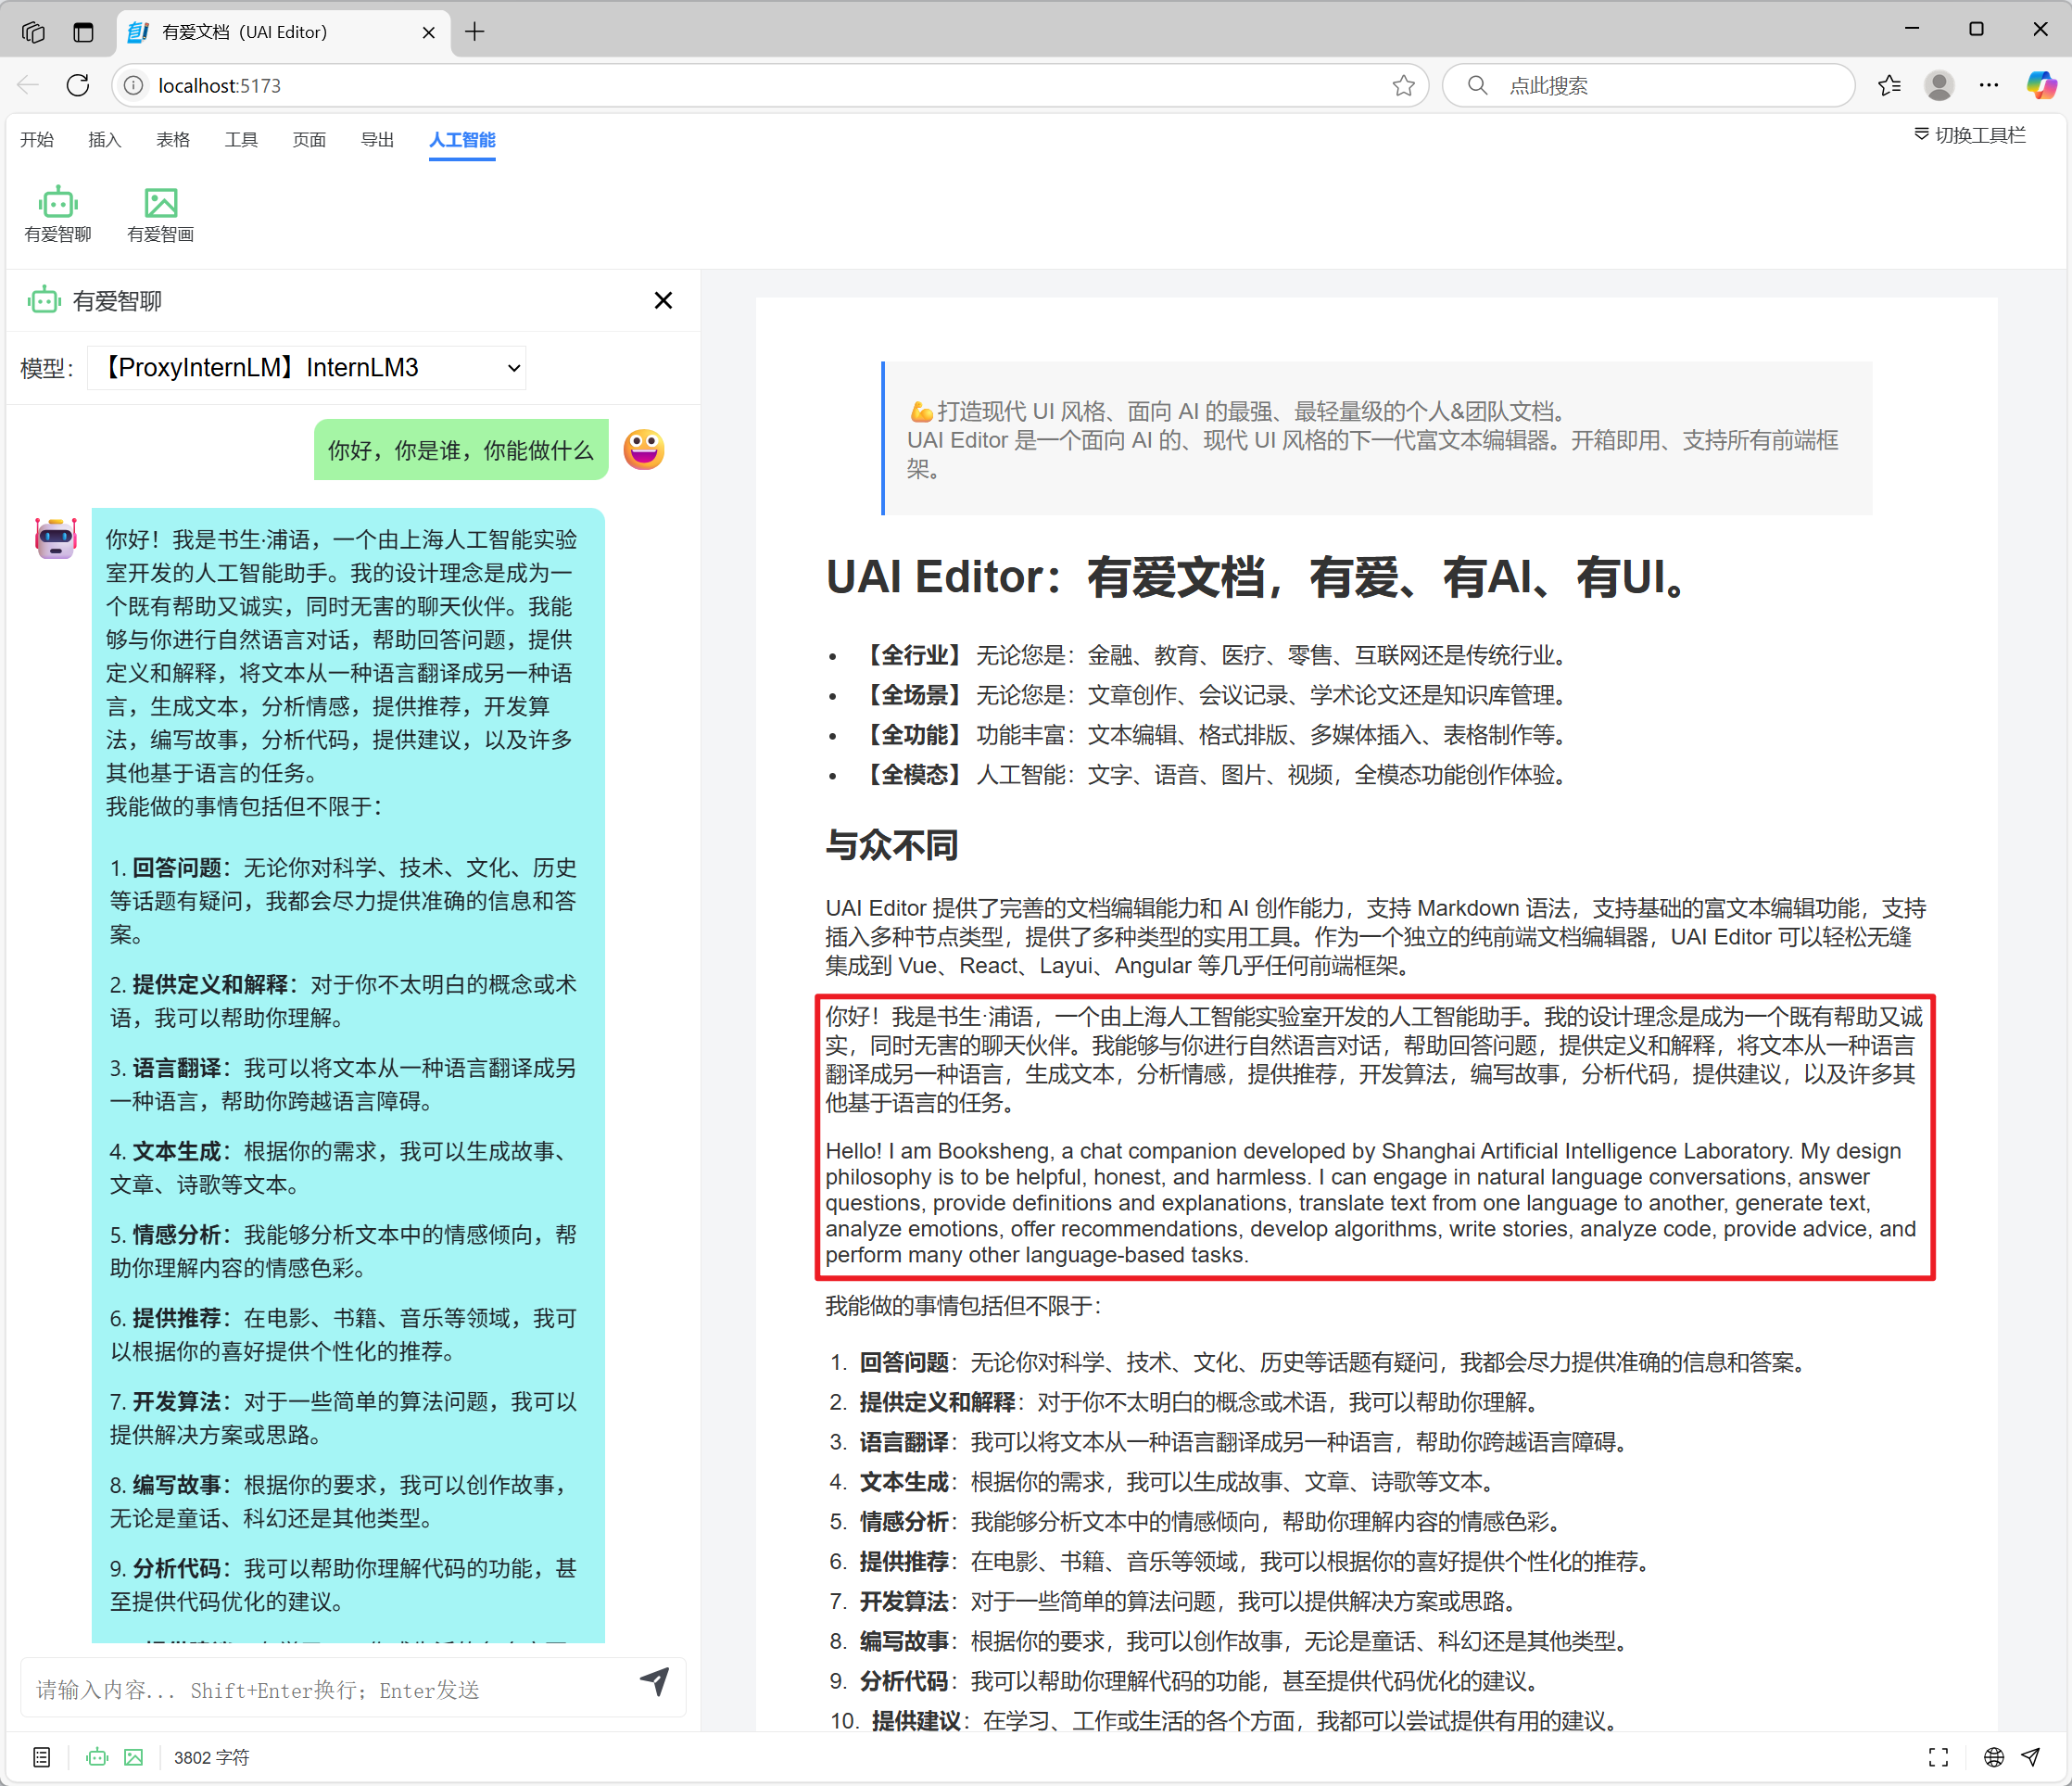 有爱文档（UAI Editor）
localhost:5173
点此搜索
开始 插入 表格 工具 页面 导出 人工智能
切换工具栏
有爱智聊 有爱智画
有爱智聊
模型：【ProxyInternLM】InternLM3
你好，你是谁，你能做什么
你好！我是书生·浦语，一个由上海人工智能实验
室开发的人工智能助手。我的设计理念是成为一
个既有帮助又诚实，同时无害的聊天伙伴。我能
够与你进行自然语言对话，帮助回答问题，提供
定义和解释，将文本从一种语言翻译成另一种语
言，生成文本，分析情感，提供推荐，开发算
法，编写故事，分析代码，提供建议，以及许多
其他基于语言的任务。
我能做的事情包括但不限于：
1. 回答问题：无论你对科学、技术、文化、历史
等话题有疑问，我都会尽力提供准确的信息和答
案。
2. 提供定义和解释：对于你不太明白的概念或术
语，我可以帮助你理解。
3. 语言翻译：我可以将文本从一种语言翻译成另
一种语言，帮助你跨越语言障碍。
4. 文本生成：根据你的需求，我可以生成故事、
文章、诗歌等文本。
5. 情感分析：我能够分析文本中的情感倾向，帮
助你理解内容的情感色彩。
6. 提供推荐：在电影、书籍、音乐等领域，我可
以根据你的喜好提供个性化的推荐。
7. 开发算法：对于一些简单的算法问题，我可以
提供解决方案或思路。
8. 编写故事：根据你的要求，我可以创作故事，
无论是童话、科幻还是其他类型。
9. 分析代码：我可以帮助你理解代码的功能，甚
至提供代码优化的建议。
请输入内容... Shift+Enter换行；Enter发送
💪打造现代 UI 风格、面向 AI 的最强、最轻量级的个人&团队文档。
UAI Editor 是一个面向 AI 的、现代 UI 风格的下一代富文本编辑器。开箱即用、支持所有前端框
架。
UAI Editor：有爱文档，有爱、有AI、有UI。
• 【全行业】 无论您是：金融、教育、医疗、零售、互联网还是传统行业。
• 【全场景】 无论您是：文章创作、会议记录、学术论文还是知识库管理。
• 【全功能】 功能丰富：文本编辑、格式排版、多媒体插入、表格制作等。
• 【全模态】 人工智能：文字、语音、图片、视频，全模态功能创作体验。
与众不同
UAI Editor 提供了完善的文档编辑能力和 AI 创作能力，支持 Markdown 语法，支持基础的富文本编辑功能，支持
插入多种节点类型，提供了多种类型的实用工具。作为一个独立的纯前端文档编辑器，UAI Editor 可以轻松无缝
集成到 Vue、React、Layui、Angular 等几乎任何前端框架。
你好！我是书生·浦语，一个由上海人工智能实验室开发的人工智能助手。我的设计理念是成为一个既有帮助又诚
实，同时无害的聊天伙伴。我能够与你进行自然语言对话，帮助回答问题，提供定义和解释，将文本从一种语言
翻译成另一种语言，生成文本，分析情感，提供推荐，开发算法，编写故事，分析代码，提供建议，以及许多其
他基于语言的任务。
Hello! I am Booksheng, a chat companion developed by Shanghai Artificial Intelligence Laboratory. My design
philosophy is to be helpful, honest, and harmless. I can engage in natural language conversations, answer
questions, provide definitions and explanations, translate text from one language to another, generate text,
analyze emotions, offer recommendations, develop algorithms, write stories, analyze code, provide advice, and
perform many other language-based tasks.
我能做的事情包括但不限于：
1. 回答问题：无论你对科学、技术、文化、历史等话题有疑问，我都会尽力提供准确的信息和答案。
2. 提供定义和解释：对于你不太明白的概念或术语，我可以帮助你理解。
3. 语言翻译：我可以将文本从一种语言翻译成另一种语言，帮助你跨越语言障碍。
4. 文本生成：根据你的需求，我可以生成故事、文章、诗歌等文本。
5. 情感分析：我能够分析文本中的情感倾向，帮助你理解内容的情感色彩。
6. 提供推荐：在电影、书籍、音乐等领域，我可以根据你的喜好提供个性化的推荐。
7. 开发算法：对于一些简单的算法问题，我可以提供解决方案或思路。
8. 编写故事：根据你的要求，我可以创作故事，无论是童话、科幻还是其他类型。
9. 分析代码：我可以帮助你理解代码的功能，甚至提供代码优化的建议。
10. 提供建议：在学习、工作或生活的各个方面，我都可以尝试提供有用的建议。
3802 字符